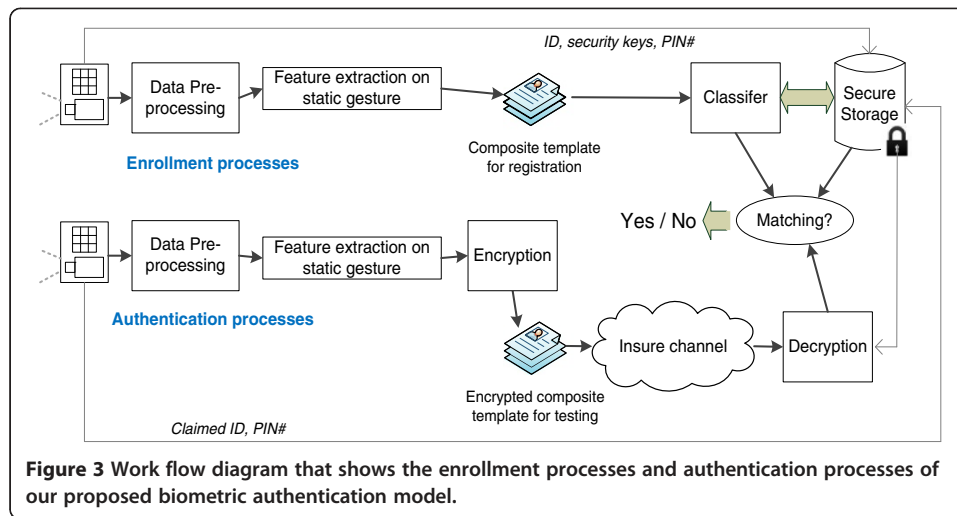 ID, security keys, PIN#
Data Pre-
processing
Feature extraction on
static gesture
Classifer
Secure
Storage
Enrollment processes
Composite template
for registration
Yes / No
Matching?
Data Pre-
processing
Feature extraction on
static gesture
Encryption
Authentication processes
Insure channel
Decryption
Encrypted composite
template for testing
Claimed ID, PIN#
Figure 3 Work flow diagram that shows the enrollment processes and authentication processes of
our proposed biometric authentication model.